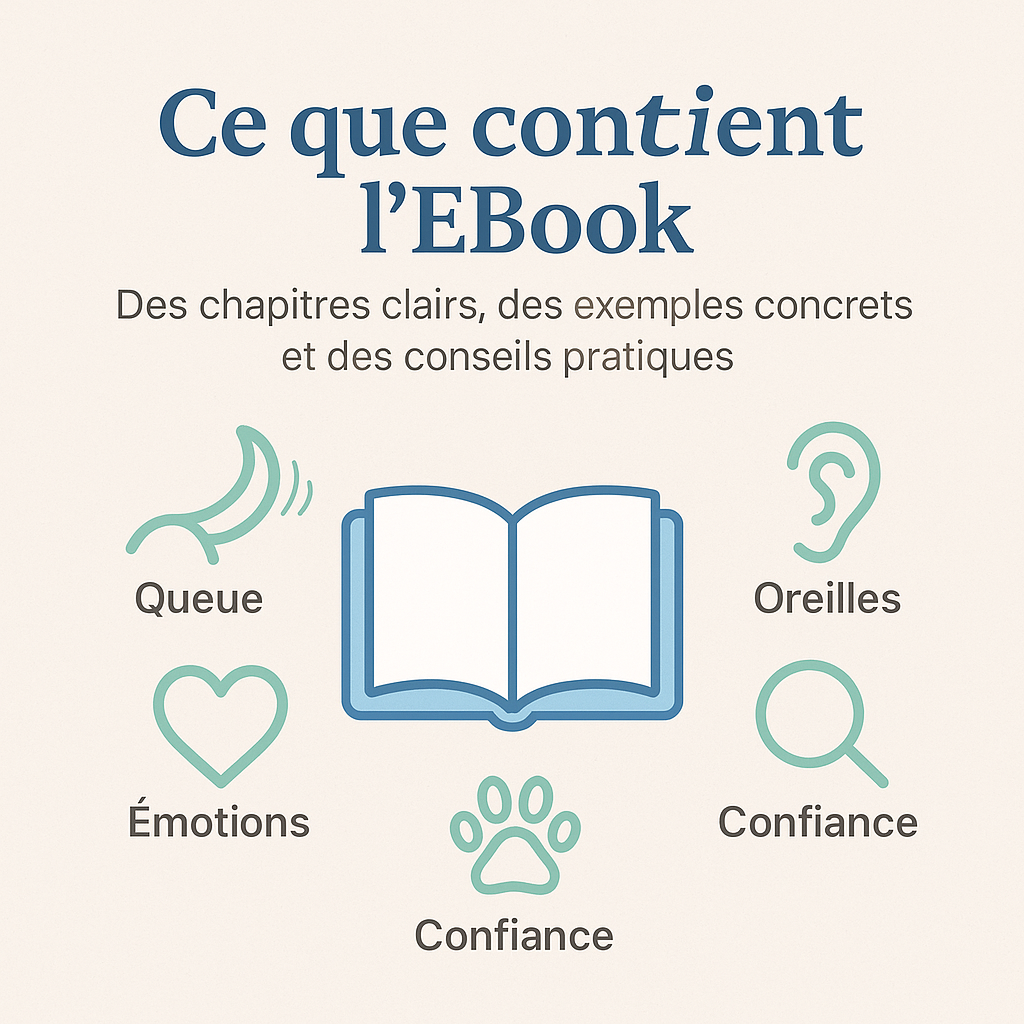 Ce que contient
l’EBook
Des chapitres clairs, des exemples concrets
et des conseils pratiques
Queue
Oreilles
Émotions
Confiance
Confiance